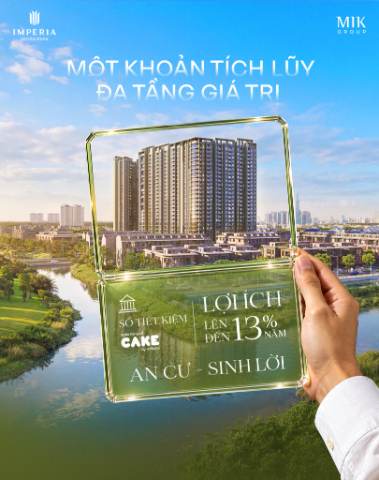 IMPERIA
MIK
GROUP
MỘT KHOẢN TÍCH LŨY
ĐA TẦNG GIÁ TRỊ
SỔ TIẾT KIỆM
CAKE
LỢI ÍCH
LÊN ĐẾN 13% NĂM
AN CƯ - SINH LỜI